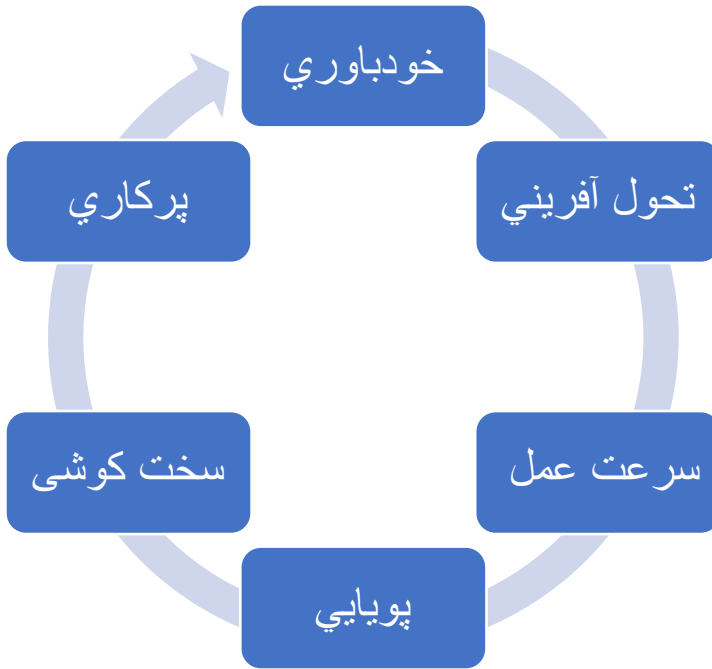 خودباوري
تحول آفريني
سرعت عمل
پويايي
سخت کوشی
پرکاري